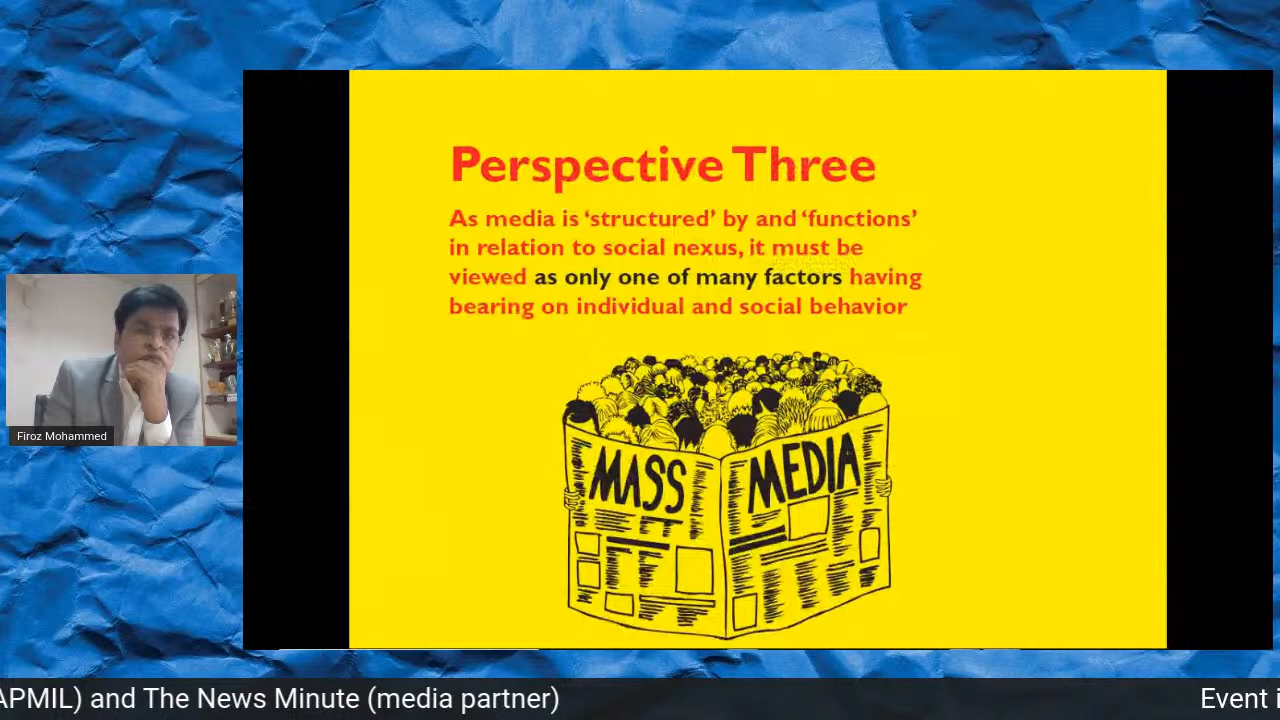 Perspective Three
As media is ‘structured’ by and ‘functions’
in relation to social nexus, it must be
viewed as only one of many factors having
bearing on individual and social behavior
MASS MEDIA
Firoz Mohammed
APMIL) and The News Minute (media partner)
Event i